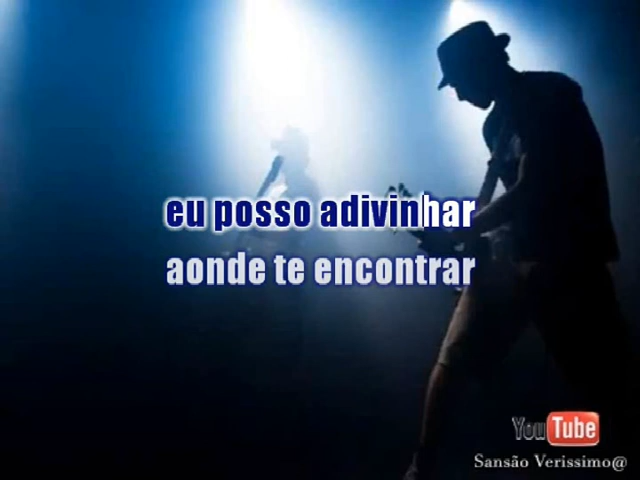 eu posso adivinhar
aonde te encontrar
YouTube
Sansão Verissimo@